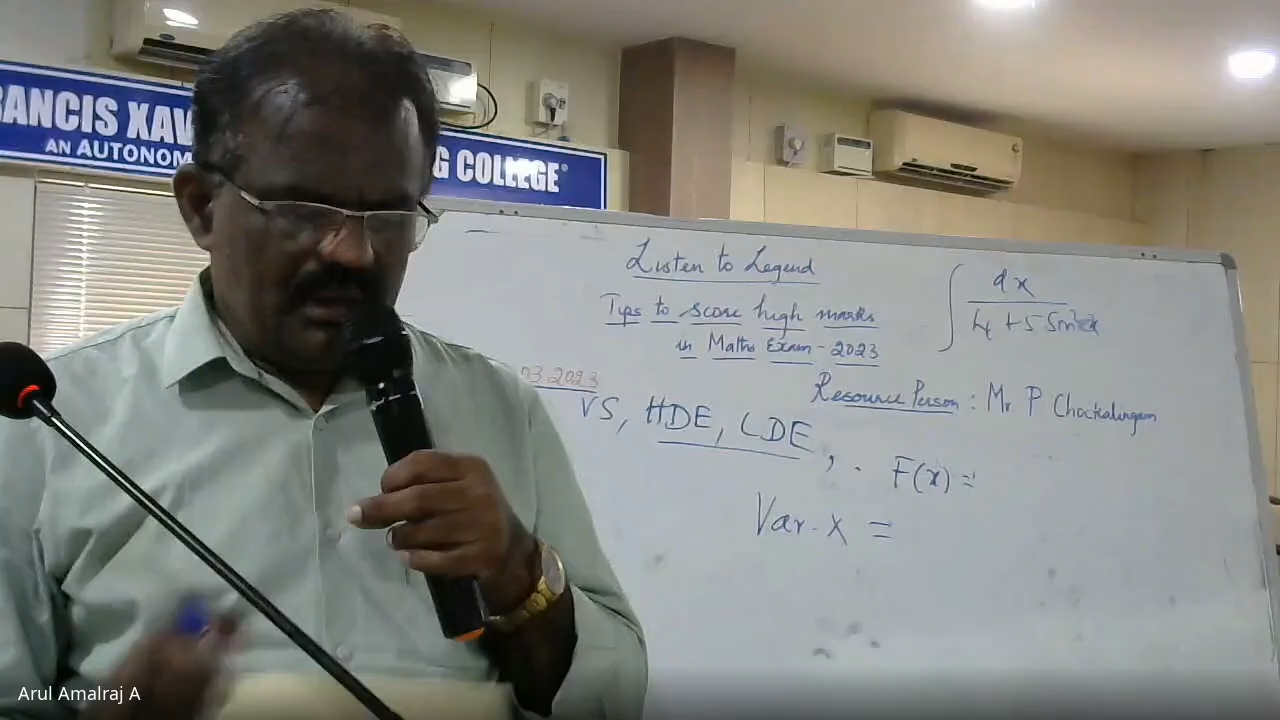 RANCIS XAV G COLLEGE
AN AUTONOM
Listen to Legend
Tips to score high marks
in Maths Exam - 2023
03.2023
∫ dx
4 + 5 Sin
Resource Person : Mr. P Chockalingam
VS, HDE, LDE, .
F(x) =
Var. X =
Arul Amalraj A